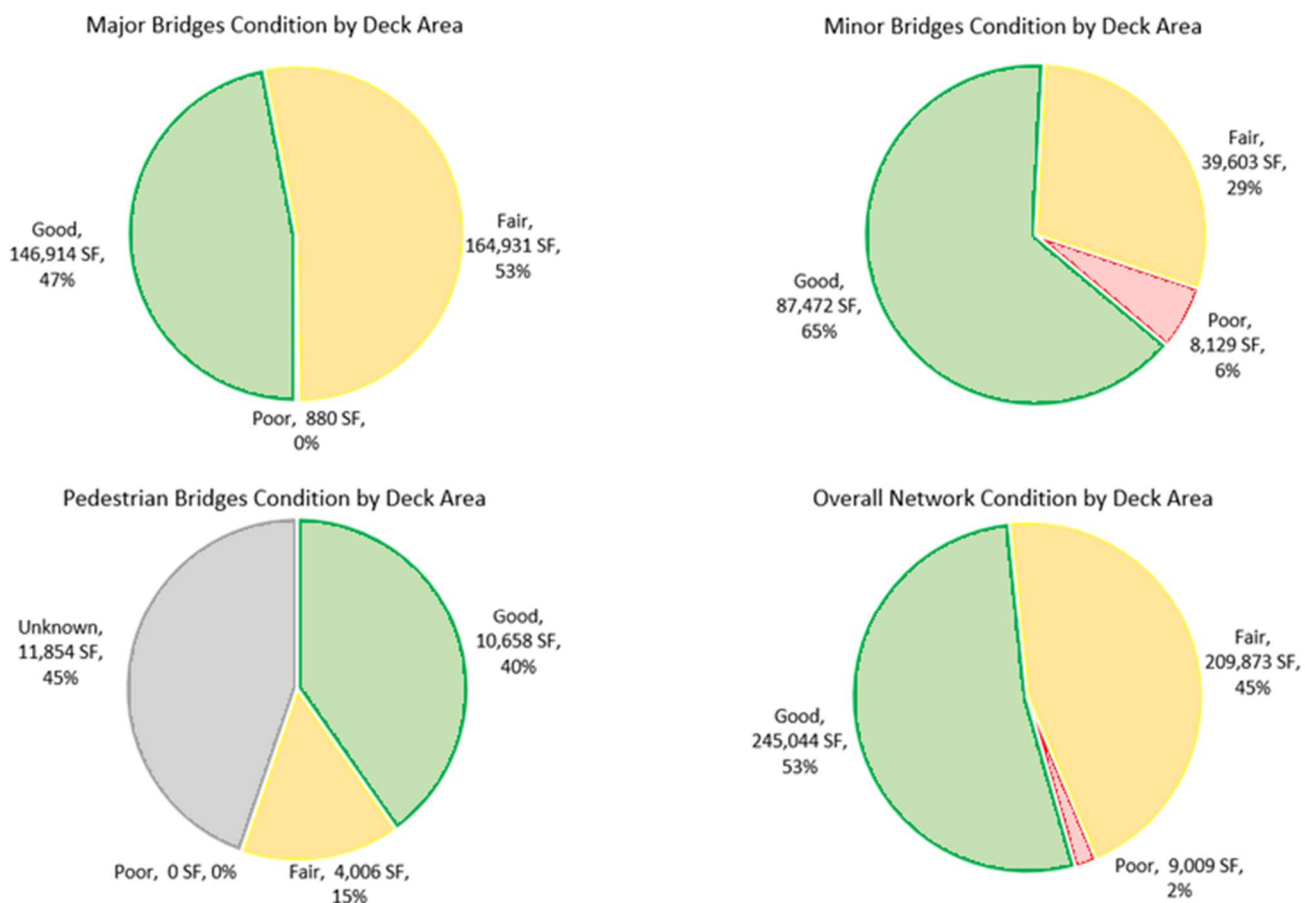 Major Bridges Condition by Deck Area
Good,
146,914 SF,
47%
Fair,
164,931 SF,
53%
Poor, 880 SF,
0%
Minor Bridges Condition by Deck Area
Fair,
39,603 SF,
29%
Good,
87,472 SF,
65%
Poor,
8,129 SF,
6%
Pedestrian Bridges Condition by Deck Area
Unknown,
11,854 SF,
45%
Good,
10,658 SF,
40%
Poor, 0 SF, 0%
Fair, 4,006 SF,
15%
Overall Network Condition by Deck Area
Fair,
209,873 SF,
45%
Good,
245,044 SF,
53%
Poor, 9,009 SF,
2%